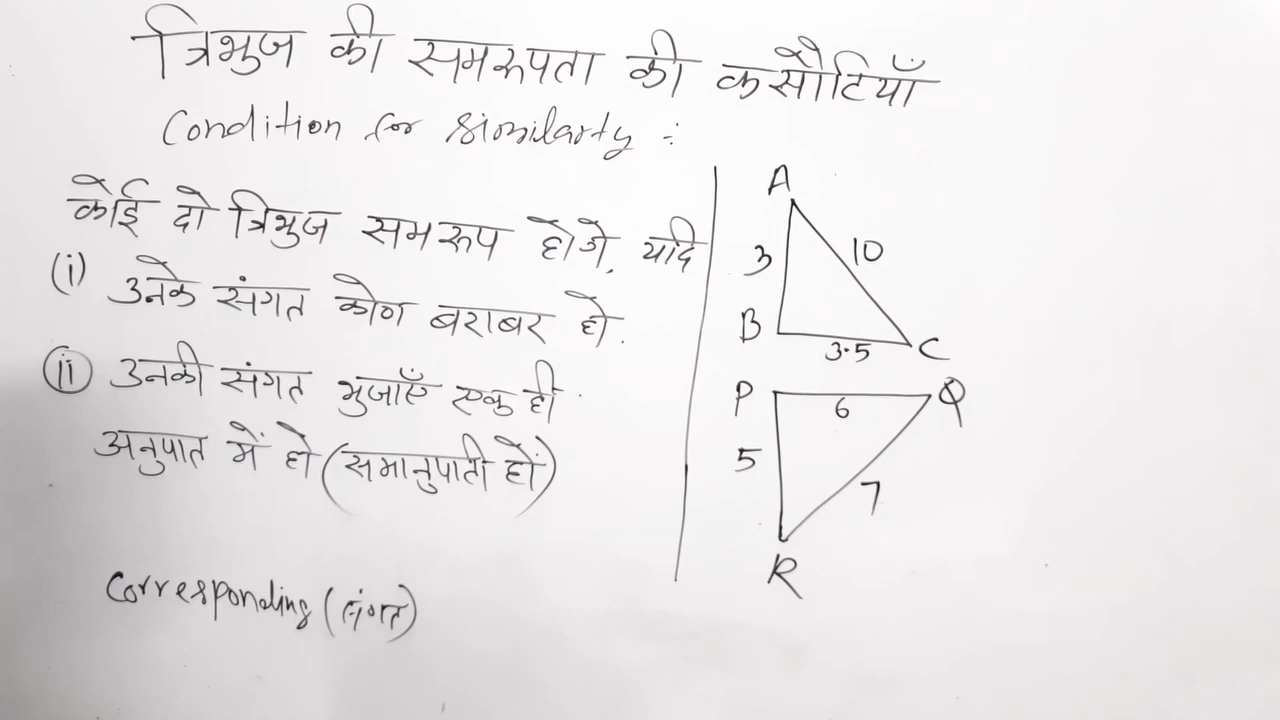 त्रिभुज की समरूपता की कसौटियाँ
Condition for similarty :
कोई दो त्रिभुज समरूप होंगे, यदि
(i) उनके संगत कोण बराबर हो.
(ii) उनकी संगत भुजाएँ एक ही
अनुपात में हो (समानुपाती हों)
Corresponding (संगत)
A
3
10
B
3.5
C
P
6
Q
5
7
R